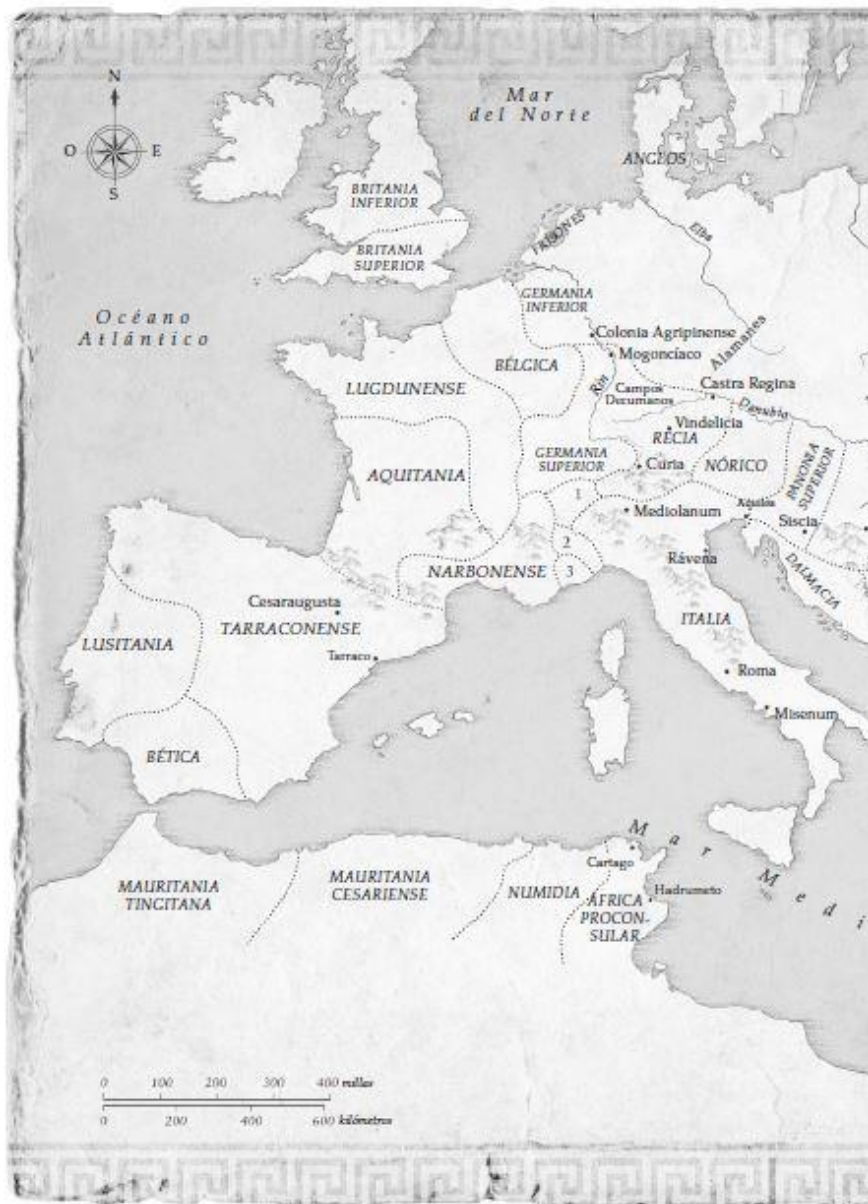 N
O
E
S
Mar
del Norte
ANGLOS
BRITANIA
INFERIOR
BRITANIA
SUPERIOR
FRISONES
Elba
Océano
Atlántico
GERMANIA
INFERIOR
Colonia Agripinense
Mogoncíaco
Alamanes
BÉLGICA
LUGDUNENSE
Rin
Campos
Decumanos
Castra Regina
Danubio
Vindelicia
RECIA
AQUITANIA
GERMANIA
SUPERIOR
Curia
NÓRICO
PANONIA
SUPERIOR
1
Mediolanum
Siscia
2
NARBONENSE
3
Rávena
DALMACIA
Cesaraugusta
TARRACONENSE
ITALIA
LUSITANIA
Tarraco
Roma
Misenum
BÉTICA
Mar
Medi
Cartago
MAURITANIA
TINGITANA
MAURITANIA
CESARIENSE
NUMIDIA
ÁFRICA
PROCON-
SULAR
Hadrumeto
0 100 200 300 400 millas
0 200 400 600 kilómetros